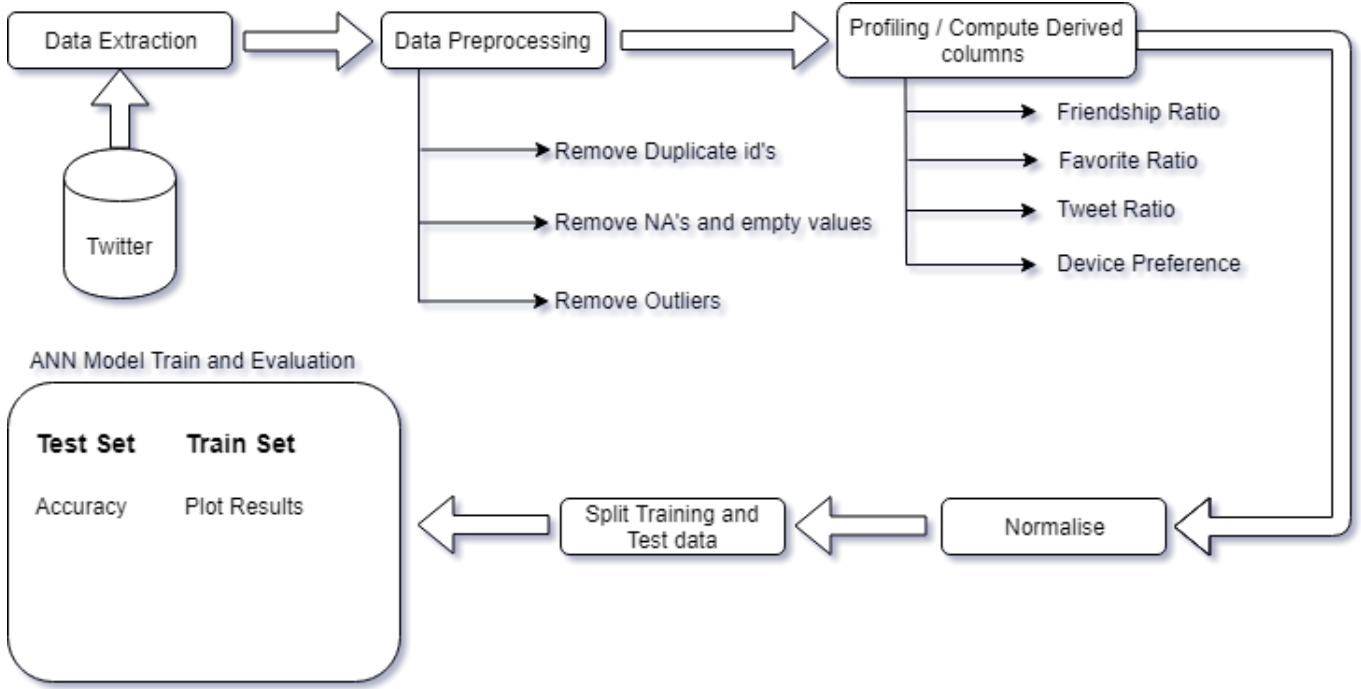 Data Extraction
Data Preprocessing
Profiling / Compute Derived
columns
Twitter
Remove Duplicate id's
Remove NA's and empty values
Remove Outliers
Friendship Ratio
Favorite Ratio
Tweet Ratio
Device Preference
Normalise
Split Training and
Test data
ANN Model Train and Evaluation
Test Set
Train Set
Accuracy
Plot Results